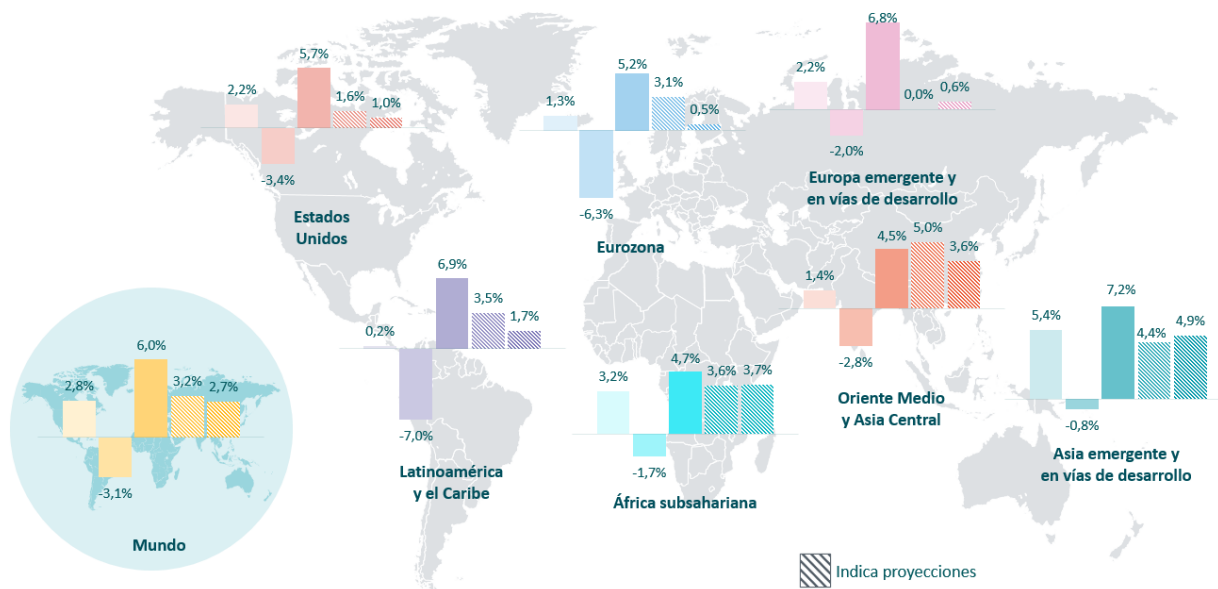 2,2%
-3,4%
5,7%
1,6%
1,0%
Estados
Unidos
1,3%
-6,3%
5,2%
3,1%
0,5%
Eurozona
2,2%
-2,0%
6,8%
0,0%
0,6%
Europa emergente y
en vías de desarrollo
2,8%
-3,1%
6,0%
3,2%
2,7%
Mundo
0,2%
-7,0%
6,9%
3,5%
1,7%
Latinoamérica
y el Caribe
3,2%
-1,7%
4,7%
3,6%
3,7%
África subsahariana
1,4%
-2,8%
4,5%
5,0%
3,6%
Oriente Medio
y Asia Central
5,4%
-0,8%
7,2%
4,4%
4,9%
Asia emergente y
en vías de desarrollo
Indica proyecciones